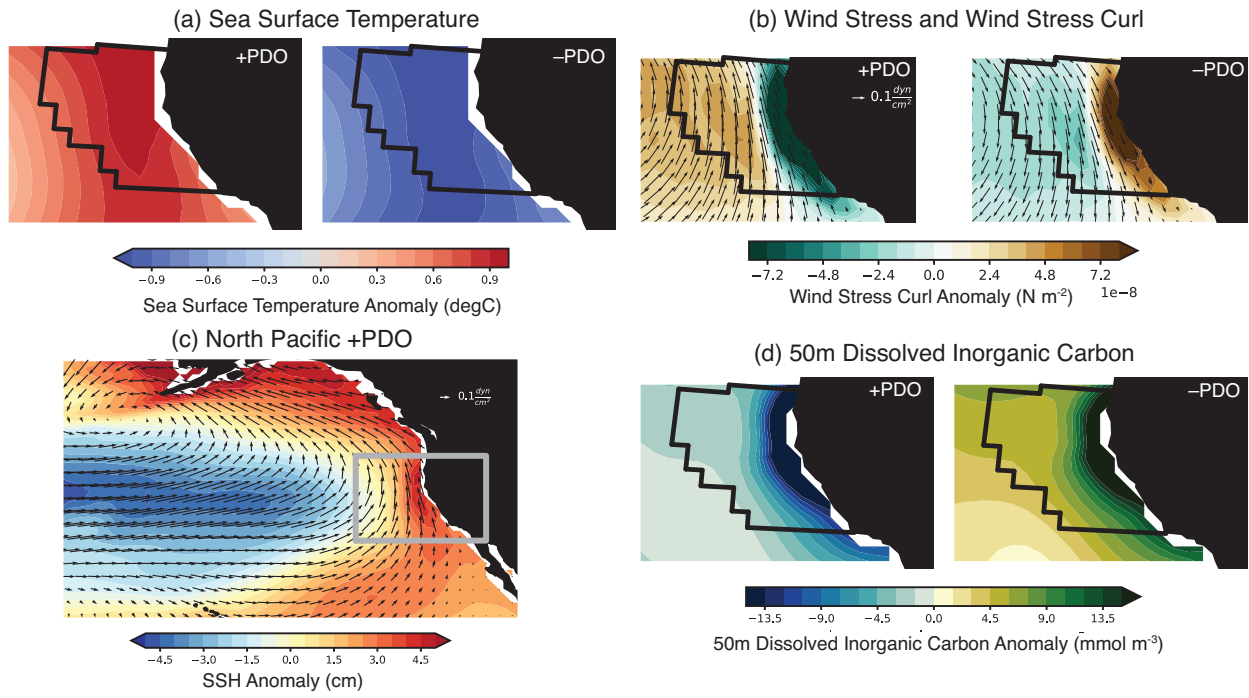 (a) Sea Surface Temperature
+PDO
−PDO
−0.9 −0.6 −0.3 0.0 0.3 0.6 0.9
Sea Surface Temperature Anomaly (degC)
(b) Wind Stress and Wind Stress Curl
+PDO
→ 0.1 dyn/cm²
−PDO
−7.2 −4.8 −2.4 0.0 2.4 4.8 7.2
1e−8
Wind Stress Curl Anomaly (N m⁻²)
(c) North Pacific +PDO
→ 0.1 dyn/cm²
−4.5 −3.0 −1.5 0.0 1.5 3.0 4.5
SSH Anomaly (cm)
(d) 50m Dissolved Inorganic Carbon
+PDO
−PDO
−13.5 −9.0 −4.5 0.0 4.5 9.0 13.5
50m Dissolved Inorganic Carbon Anomaly (mmol m⁻³)